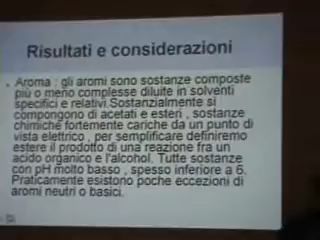 Risultati e considerazioni
Aroma : gli aromi sono sostanze composte
più o meno complesse diluite in solventi
specifici e relativi.Sostanzialmente si
compongono di acetati e esteri , sostanze
chimiche fortemente cariche da un punto di
vista elettrico , per semplificare definiremo
essere il prodotto di una reazione fra un
acido organico e l'alcohol. Tutte sostanze
con pH molto basso , spesso inferiore a 6.
Praticamente esistono poche eccezioni di
aromi neutri o basici.